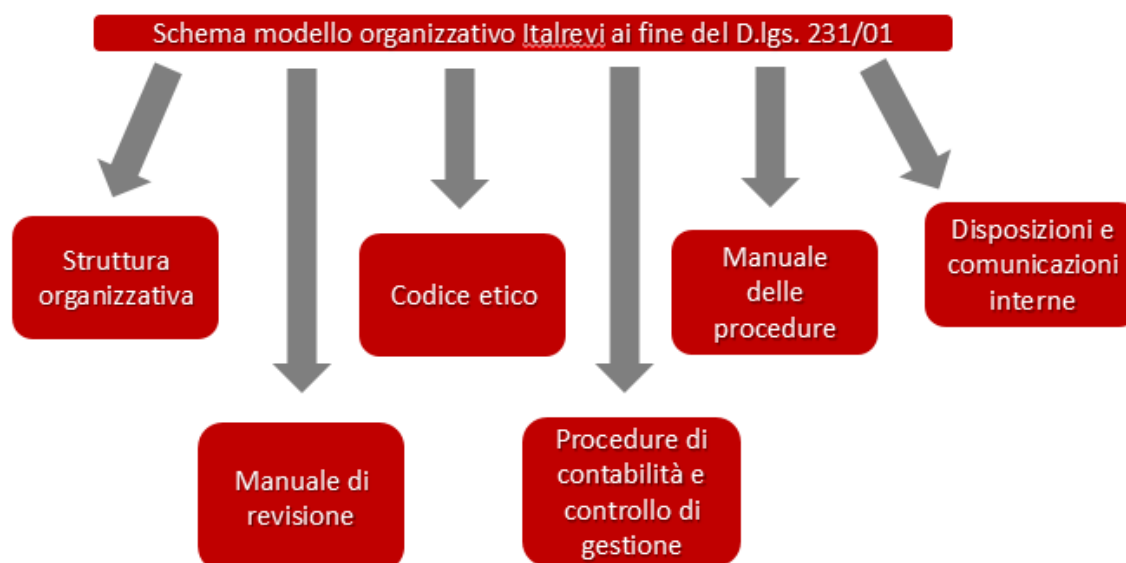 Schema modello organizzativo Italrevi ai fine del D.lgs. 231/01
Struttura
organizzativa
Codice etico
Manuale
delle
procedure
Disposizioni e
comunicazioni
interne
Manuale di
revisione
Procedure di
contabilità e
controllo di
gestione